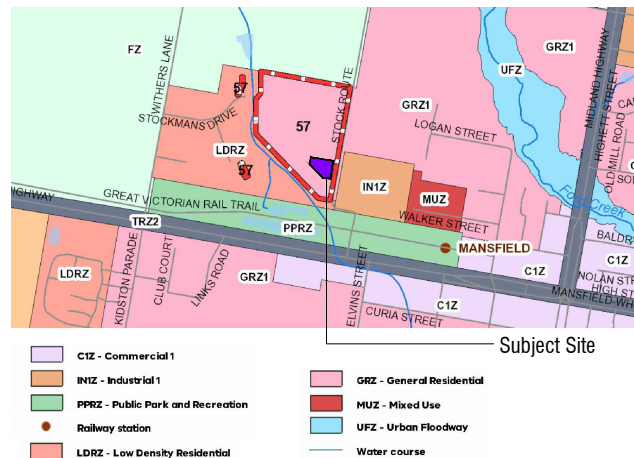 FZ
WITHERS LANE
57
57
STOCKMANS DRIVE
LDRZ
57
STOCK ROUTE
GRZ1
LOGAN STREET
UFZ
GRZ1
MIDLAND HIGHWAY
HIGHETT STREET
OLD MILL ROAD
IN1Z
MUZ
WALKER STREET
HIGHWAY
GREAT VICTORIAN RAIL TRAIL
TRZ2
PPRZ
MANSFIELD
BALDR
C1Z
NOLAN STR
HIGH ST
MANSFIELD-WH
LDRZ
KIDSTON PARADE
CLUB COURT
LINKS ROAD
GRZ1
ELVINS STREET
C1Z
CURIA STREET
C1Z
Subject Site
C1Z - Commercial 1
IN1Z - Industrial 1
PPRZ - Public Park and Recreation
Railway station
LDRZ - Low Density Residential
GRZ - General Residential
MUZ - Mixed Use
UFZ - Urban Floodway
Water course